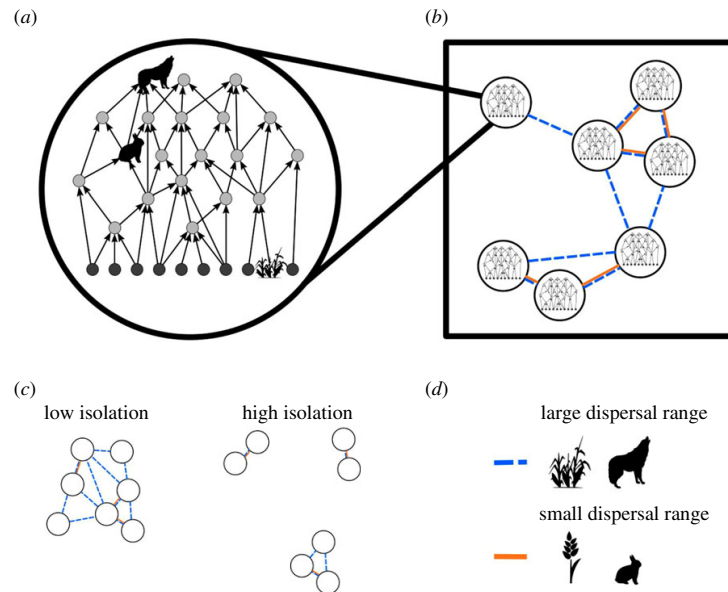 (a)
(b)
(c)
low isolation
high isolation
(d)
large dispersal range
small dispersal range